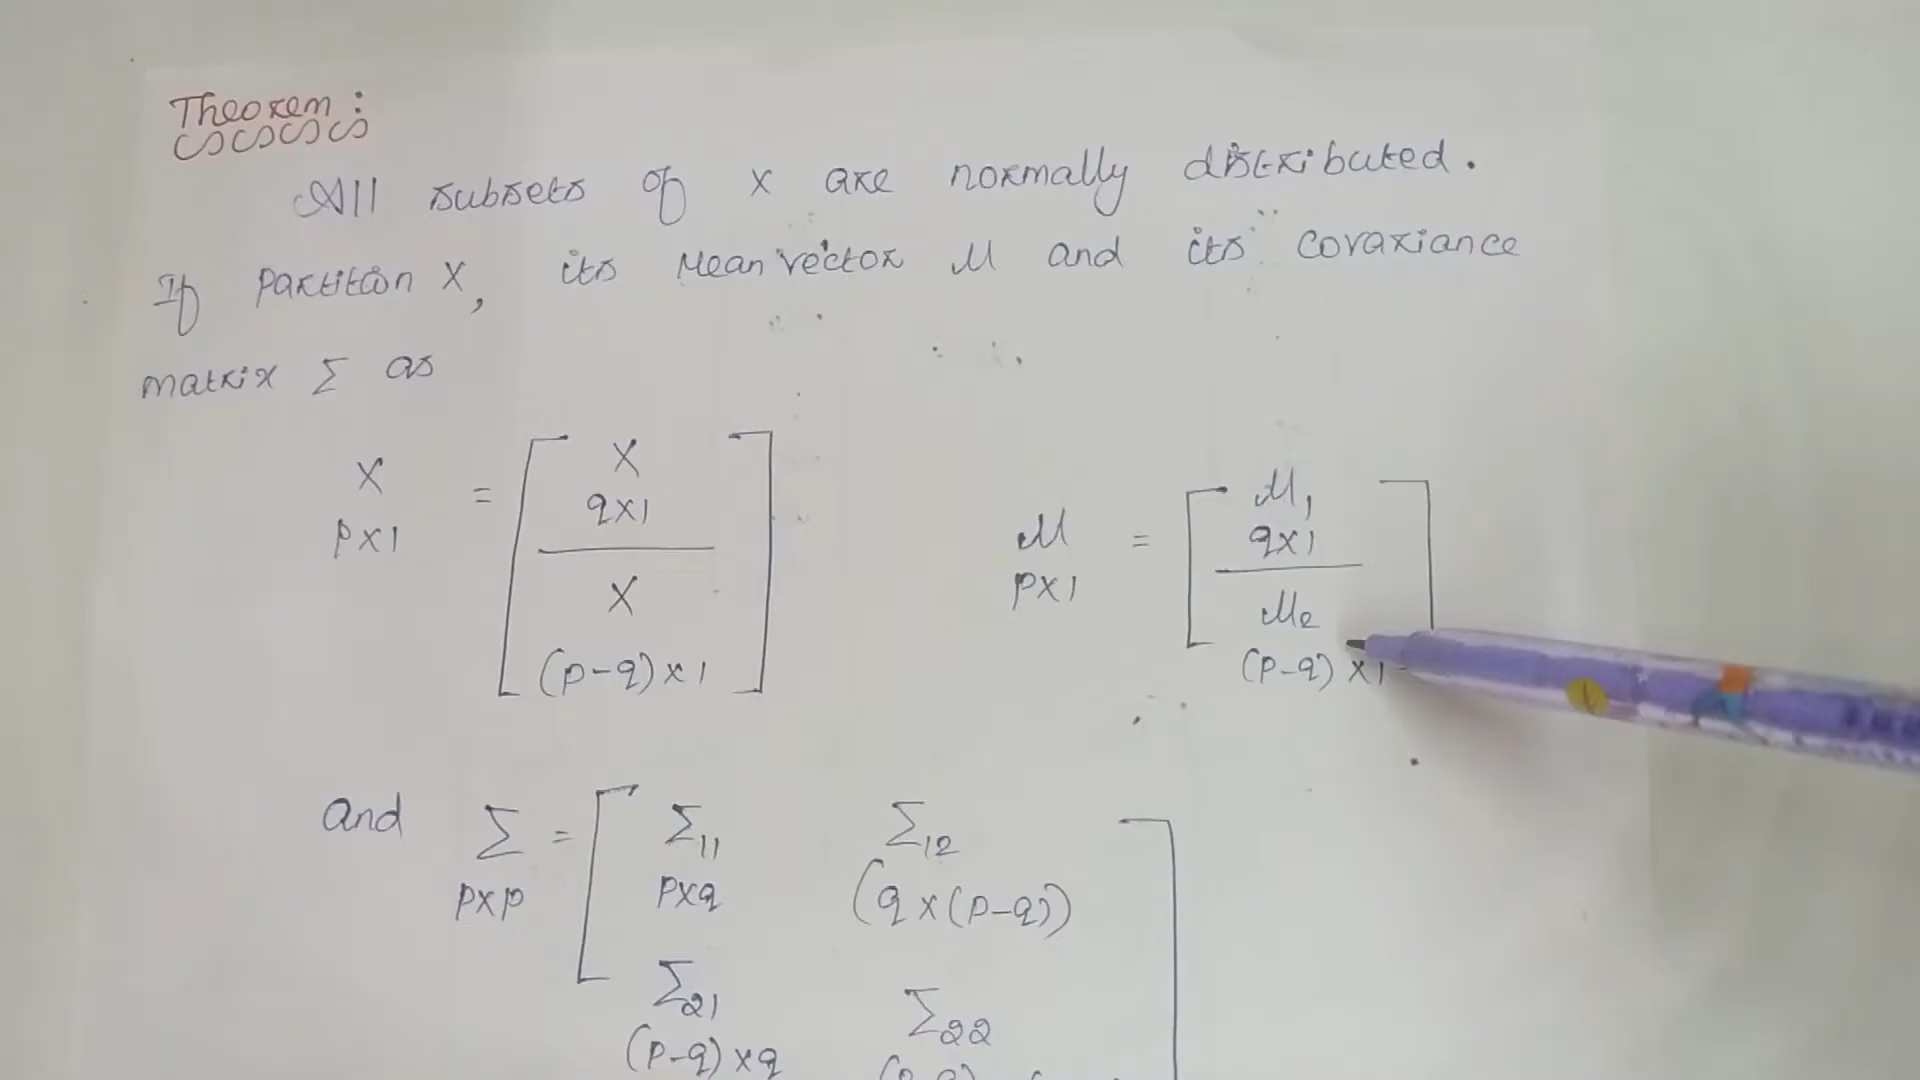 Theorem :
All subsets of X are normally distributed.
If Partition X, its Mean vector μ and its covariance
matrix Σ as
X = [ X
p×1 q×1
X
(p-q)×1 ]
μ = [ μ1
p×1 q×1
μ2
(p-q)×1 ]
and Σ = [ Σ11 Σ12
p×p p×q (q×(p-q))
Σ21 Σ22
(p-q)×q